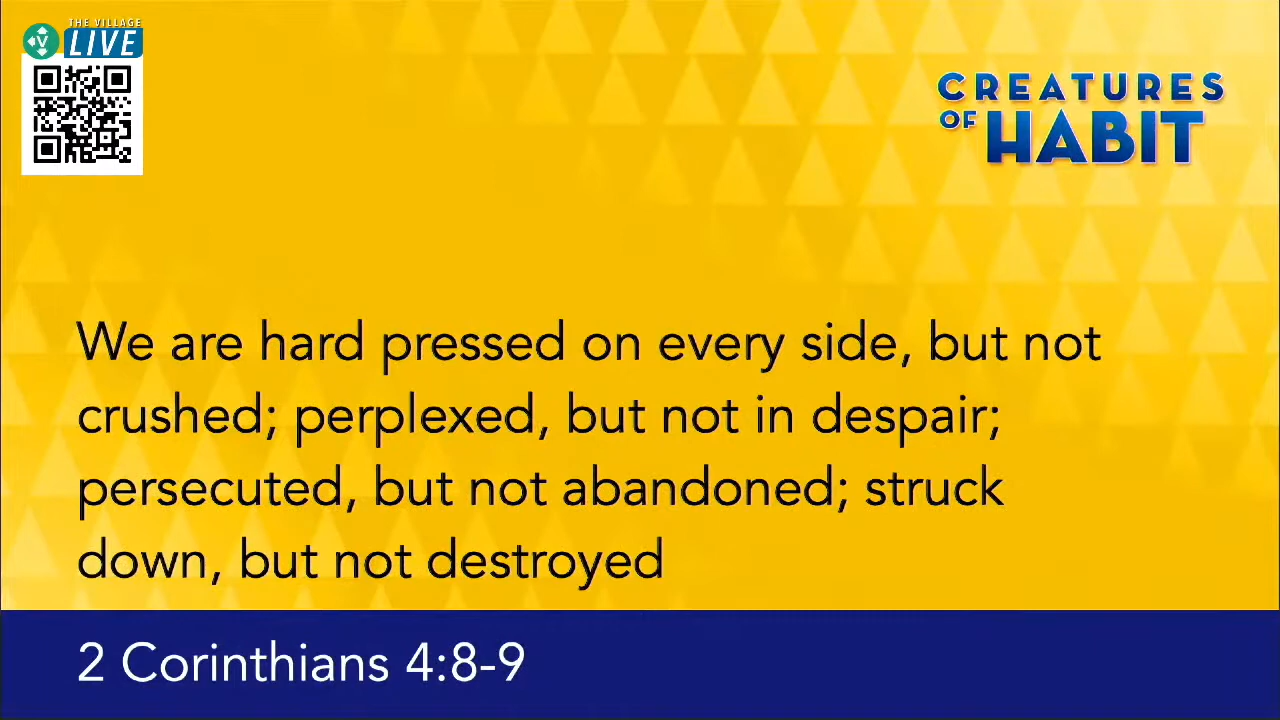 THE VILLAGE
V LIVE
CREATURES
OF HABIT
We are hard pressed on every side, but not
crushed; perplexed, but not in despair;
persecuted, but not abandoned; struck
down, but not destroyed
2 Corinthians 4:8-9